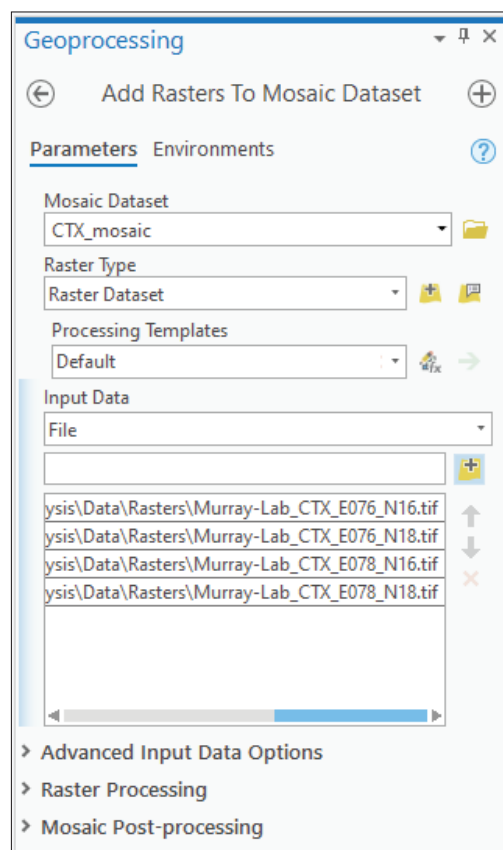 Geoprocessing
Add Rasters To Mosaic Dataset
Parameters Environments
Mosaic Dataset
CTX_mosaic
Raster Type
Raster Dataset
Processing Templates
Default
Input Data
File
ysis\Data\Rasters\Murray-Lab_CTX_E076_N16.tif
ysis\Data\Rasters\Murray-Lab_CTX_E076_N18.tif
ysis\Data\Rasters\Murray-Lab_CTX_E078_N16.tif
ysis\Data\Rasters\Murray-Lab_CTX_E078_N18.tif
Advanced Input Data Options
Raster Processing
Mosaic Post-processing